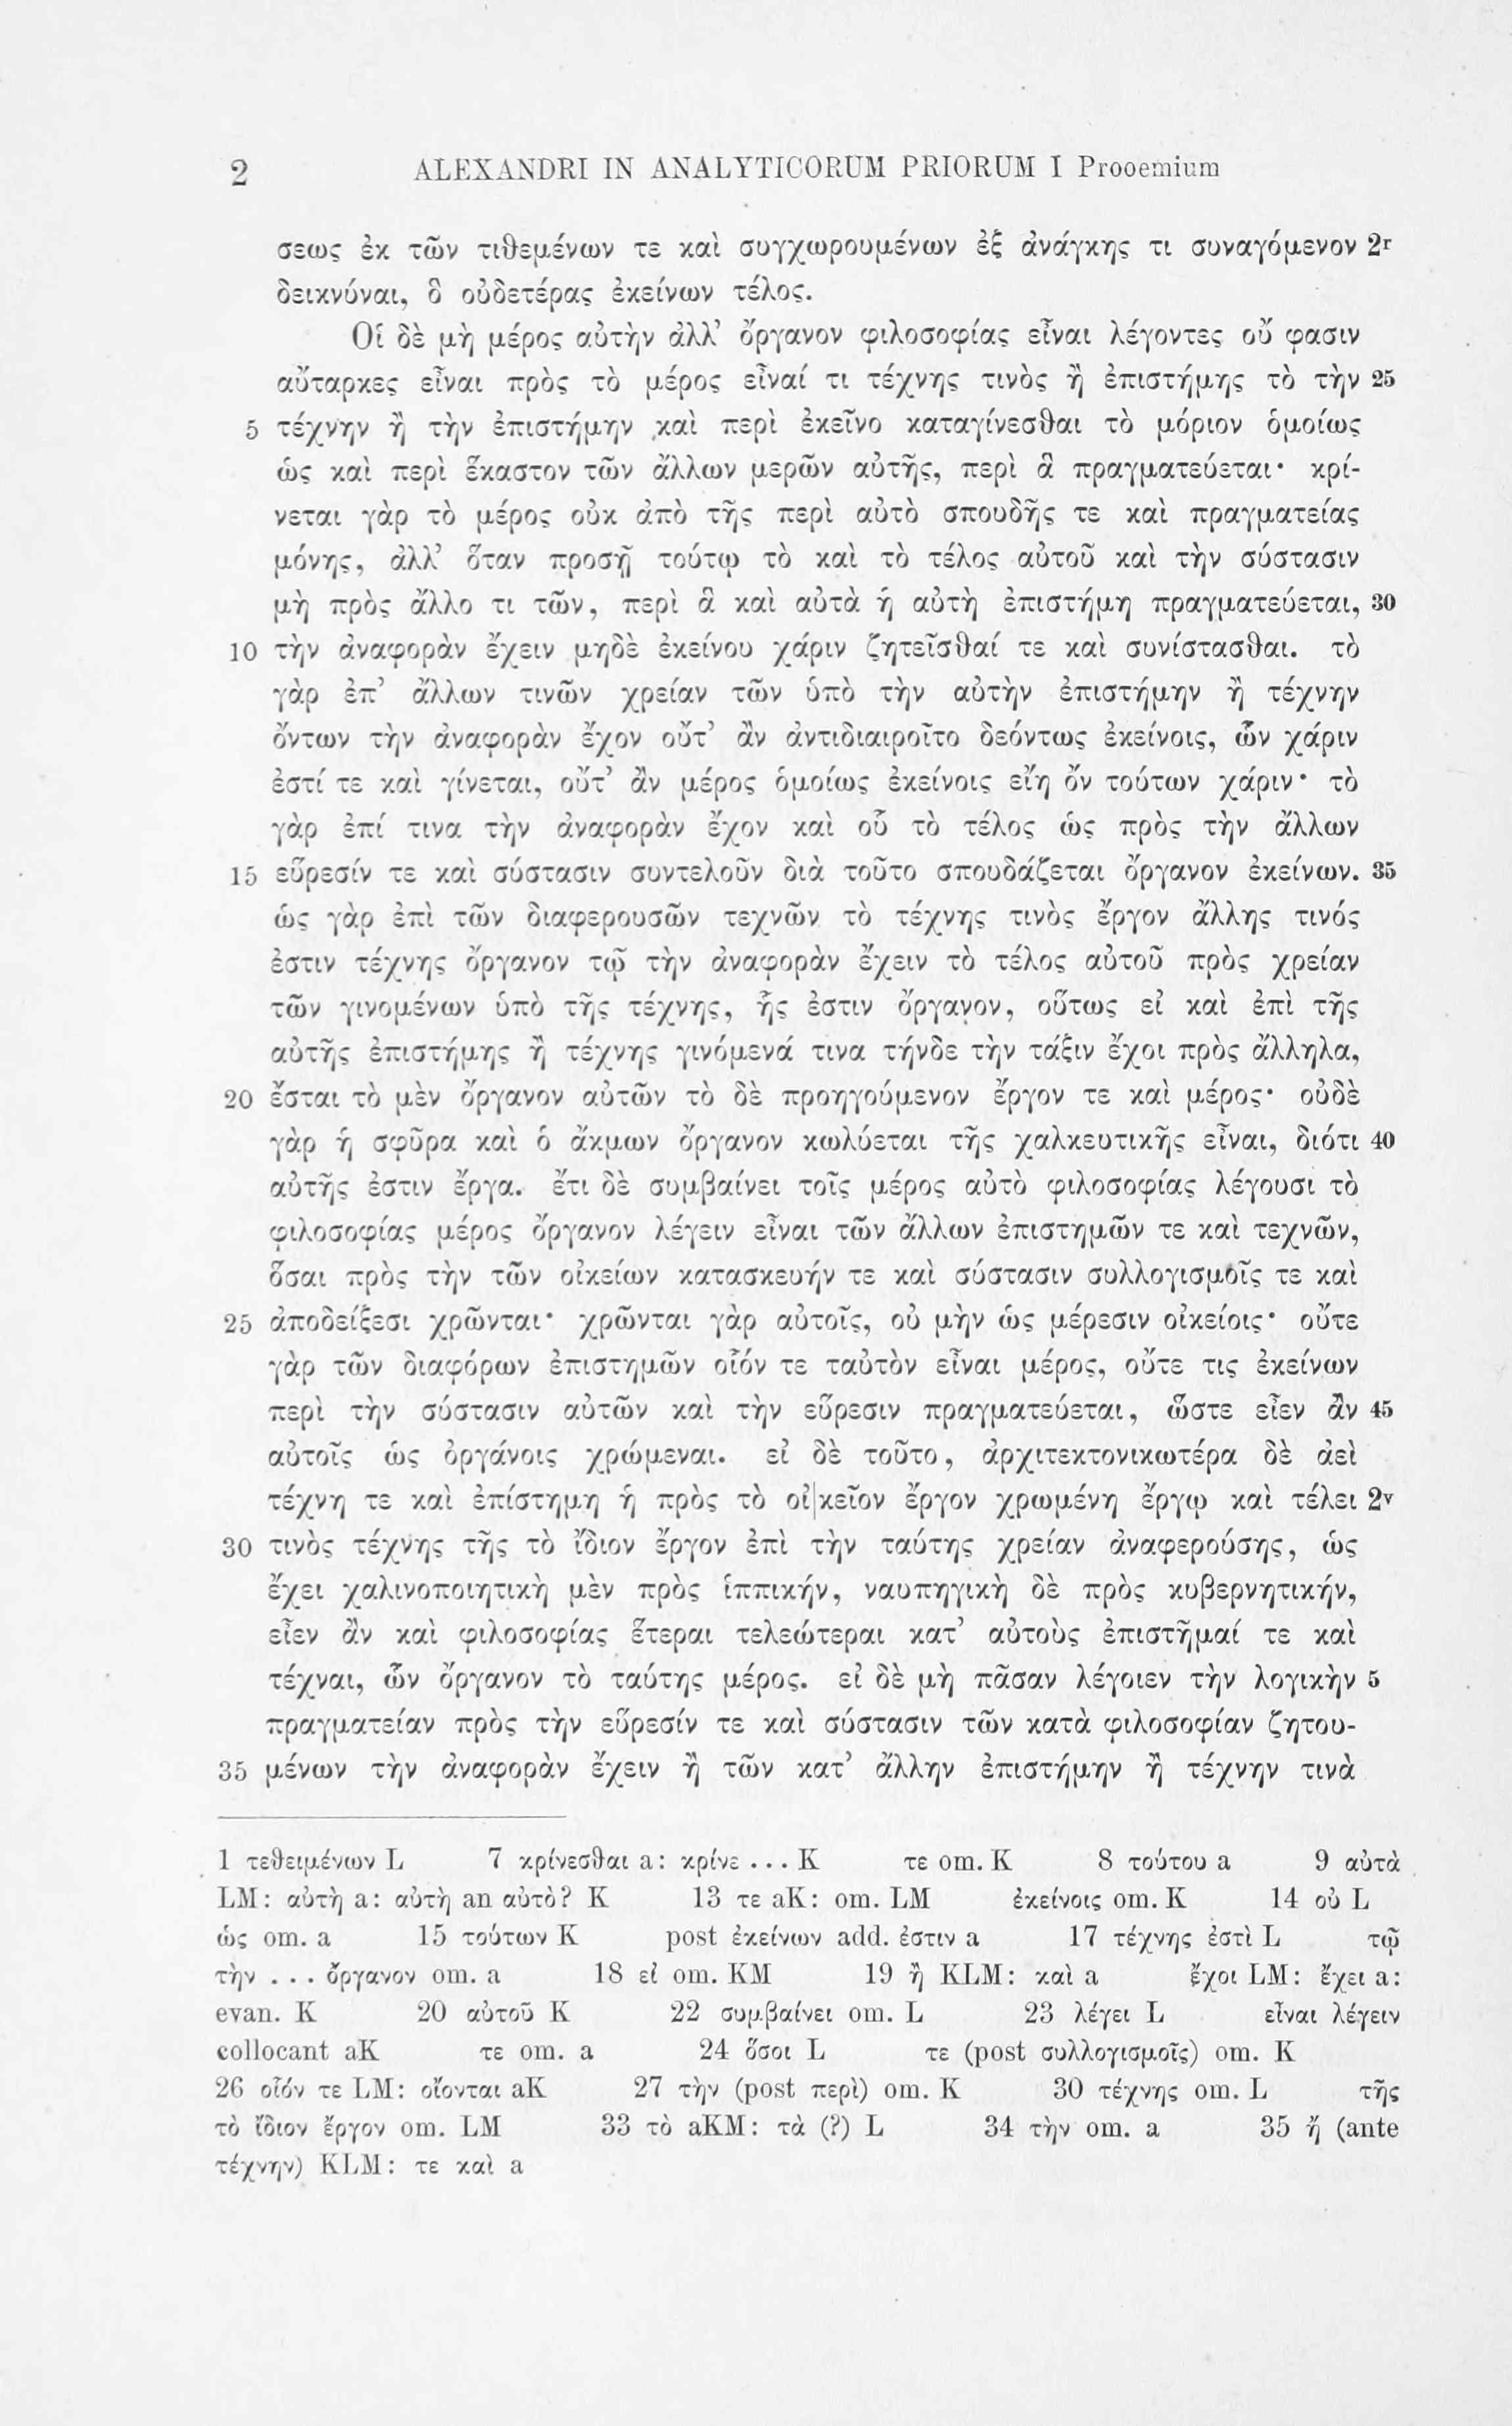 2 ALEXANDRI IN ANALYTICORUM PRIORUM I Prooemium
σεως ἐκ τῶν τιθεμένων τε καὶ συγχωρουμένων ἐξ ἀνάγκης τι συναγόμενον 2r
δεικνύναι, ὃ οὐδετέρας ἐκείνων τέλος.
Οἱ δὲ μὴ μέρος αὐτὴν ἀλλ’ ὄργανον φιλοσοφίας εἶναι λέγοντες οὔ φασιν
αὔταρκες εἶναι πρὸς τὸ μέρος εἶναί τι τέχνης τινὸς ἢ ἐπιστήμης τὸ τὴν 25
5 τέχνην ἢ τὴν ἐπιστήμην καὶ περὶ ἐκεῖνο καταγίνεσθαι τὸ μόριον ὁμοίως
ὡς καὶ περὶ ἕκαστον τῶν ἄλλων μερῶν αὐτῆς, περὶ ἃ πραγματεύεται· κρί-
νεται γὰρ τὸ μέρος οὐκ ἀπὸ τῆς περὶ αὐτὸ σπουδῆς τε καὶ πραγματείας
μόνης, ἀλλ’ ὅταν προσῇ τούτῳ τὸ καὶ τὸ τέλος αὐτοῦ καὶ τὴν σύστασιν
μὴ πρὸς ἄλλο τι τῶν, περὶ ἃ καὶ αὐτὰ ἡ αὐτὴ ἐπιστήμη πραγματεύεται, 30
10 τὴν ἀναφορὰν ἔχειν μηδὲ ἐκείνου χάριν ζητεῖσθαί τε καὶ συνίστασθαι. τὸ
γὰρ ἐπ’ ἄλλων τινῶν χρείαν τῶν ὑπὸ τὴν αὐτὴν ἐπιστήμην ἢ τέχνην
ὄντων τὴν ἀναφορὰν ἔχον οὔτ’ ἂν ἀντιδιαιροῖτο δεόντως ἐκείνοις, ὧν χάριν
ἐστί τε καὶ γίνεται, οὔτ’ ἂν μέρος ὁμοίως ἐκείνοις εἴη ὂν τούτων χάριν· τὸ
γὰρ ἐπί τινα τὴν ἀναφορὰν ἔχον καὶ οὗ τὸ τέλος ὡς πρὸς τὴν ἄλλων
15 εὕρεσίν τε καὶ σύστασιν συντελοῦν διὰ τοῦτο σπουδάζεται ὄργανον ἐκείνων. 35
ὡς γὰρ ἐπὶ τῶν διαφερουσῶν τεχνῶν τὸ τέχνης τινὸς ἔργον ἄλλης τινός
ἐστιν τέχνης ὄργανον τῷ τὴν ἀναφορὰν ἔχειν τὸ τέλος αὐτοῦ πρὸς χρείαν
τῶν γινομένων ὑπὸ τῆς τέχνης, ἧς ἐστιν ὄργανον, οὕτως εἰ καὶ ἐπὶ τῆς
αὐτῆς ἐπιστήμης ἢ τέχνης γινόμενά τινα τήνδε τὴν τάξιν ἔχοι πρὸς ἄλληλα,
20 ἔσται τὸ μὲν ὄργανον αὐτῶν τὸ δὲ προηγούμενον ἔργον τε καὶ μέρος· οὐδὲ
γὰρ ἡ σφῦρα καὶ ὁ ἄκμων ὄργανον κωλύεται τῆς χαλκευτικῆς εἶναι, διότι 40
αὐτῆς ἐστιν ἔργα. ἔτι δὲ συμβαίνει τοῖς μέρος αὐτὸ φιλοσοφίας λέγουσι τὸ
φιλοσοφίας μέρος ὄργανον λέγειν εἶναι τῶν ἄλλων ἐπιστημῶν τε καὶ τεχνῶν,
ὅσαι πρὸς τὴν τῶν οἰκείων κατασκευήν τε καὶ σύστασιν συλλογισμοῖς τε καὶ
25 ἀποδείξεσι χρῶνται· χρῶνται γὰρ αὐτοῖς, οὐ μὴν ὡς μέρεσιν οἰκείοις· οὔτε
γὰρ τῶν διαφόρων ἐπιστημῶν οἷόν τε ταὐτὸν εἶναι μέρος, οὔτε τις ἐκείνων
περὶ τὴν σύστασιν αὐτῶν καὶ τὴν εὕρεσιν πραγματεύεται, ὥστε εἶεν ἂν 45
αὐτοῖς ὡς ὀργάνοις χρώμεναι. εἰ δὲ τοῦτο, ἀρχιτεκτονικωτέρα δὲ ἀεὶ
τέχνη τε καὶ ἐπίστημη ἡ πρὸς τὸ οἰ|κεῖον ἔργον χρωμένη ἔργῳ καὶ τέλει 2v
30 τινὸς τέχνης τῆς τὸ ἴδιον ἔργον ἐπὶ τὴν ταύτης χρείαν ἀναφερούσης, ὡς
ἔχει χαλινοποιητικὴ μὲν πρὸς ἱππικήν, ναυπηγικὴ δὲ πρὸς κυβερνητικήν,
εἶεν ἂν καὶ φιλοσοφίας ἕτεραι τελεώτεραι κατ’ αὐτοὺς ἐπιστῆμαί τε καὶ
τέχναι, ὧν ὄργανον τὸ ταύτης μέρος. εἰ δὲ μὴ πᾶσαν λέγοιεν τὴν λογικὴν 5
πραγματείαν πρὸς τὴν εὕρεσίν τε καὶ σύστασιν τῶν κατὰ φιλοσοφίαν ζητου-
35 μένων τὴν ἀναφορὰν ἔχειν ἢ τῶν κατ’ ἄλλην ἐπιστήμην ἢ τέχνην τινὰ
1 τεθειμένων L 7 κρίνεσθαι a: κρίνε ... K τε om. K 8 τούτου a 9 αὐτὰ
LM: αὐτὴ a: αὐτὴ an αὐτὸ? K 13 τε aK: om. LM ἐκείνοις om. K 14 οὐ L
ὡς om. a 15 τούτων K post ἐκείνων add. ἐστιν a 17 τέχνης ἐστὶ L τῷ
τὴν ... ὄργανον om. a 18 εἰ om. KM 19 ἢ KLM: καὶ a ἔχοι LM: ἔχει a:
evan. K 20 αὐτοῦ K 22 συμβαίνει om. L 23 λέγει L εἶναι λέγειν
collocant aK τε om. a 24 ὅσοι L τε (post συλλογισμοῖς) om. K
26 οἷόν τε LM: οἴονται aK 27 τὴν (post περὶ) om. K 30 τέχνης om. L τῆς
τὸ ἴδιον ἔργον om. LM 33 τὸ aKM: τὰ (?) L 34 τὴν om. a 35 ἢ (ante
τέχνην) KLM: τε καὶ a